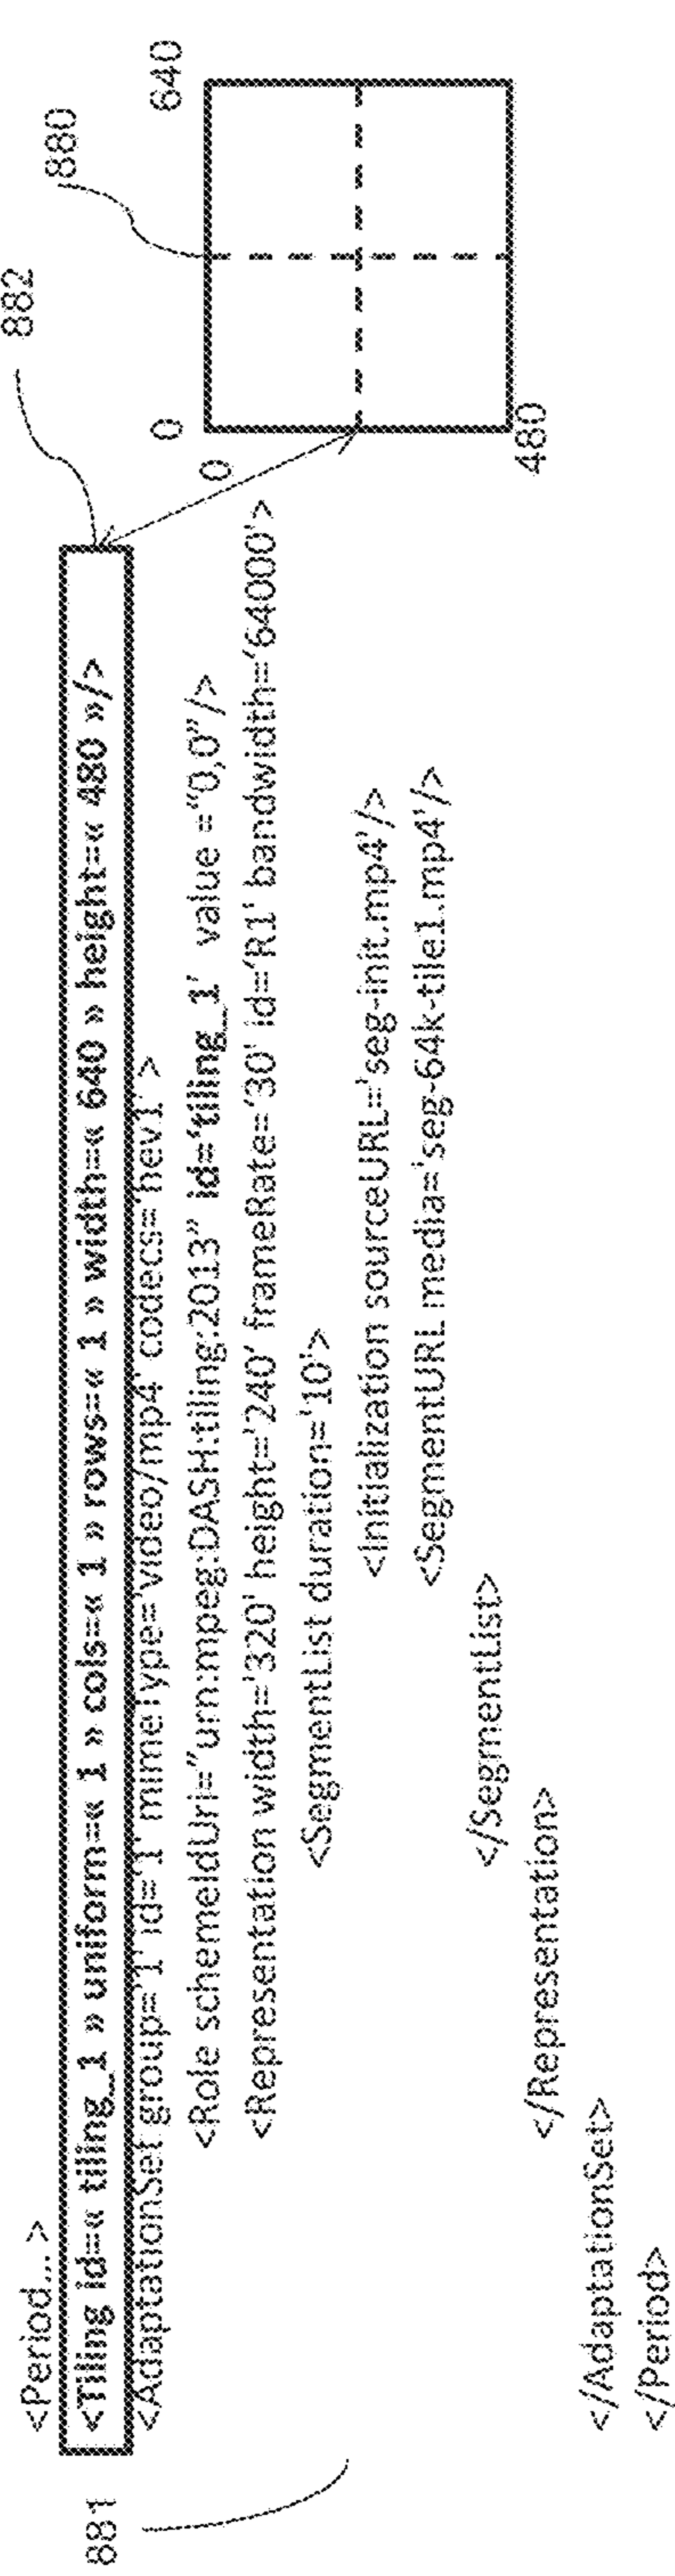 881
<Period... >
<Tiling id=« tiling_1 » uniform=« 1 » cols=« 1 » rows=« 1 » width=« 640 » height=« 480 »/>
<AdaptationSet group='1' id='1' mimeType='video/mp4' codecs='hev1' >
<Role schemeIdUri="urn:mpeg:DASH:tiling:2013" id='tiling_1' value ="0,0"/>
<Representation width='320' height='240' frameRate='30' id='R1' bandwidth='64000'>
<SegmentList duration='10'>
<Initialization sourceURL='seg-init.mp4'/>
<SegmentURL media='seg-64k-tile1.mp4'/>
</SegmentList>
</Representation>
</AdaptationSet>
</Period>
882
880
0
640
0
480